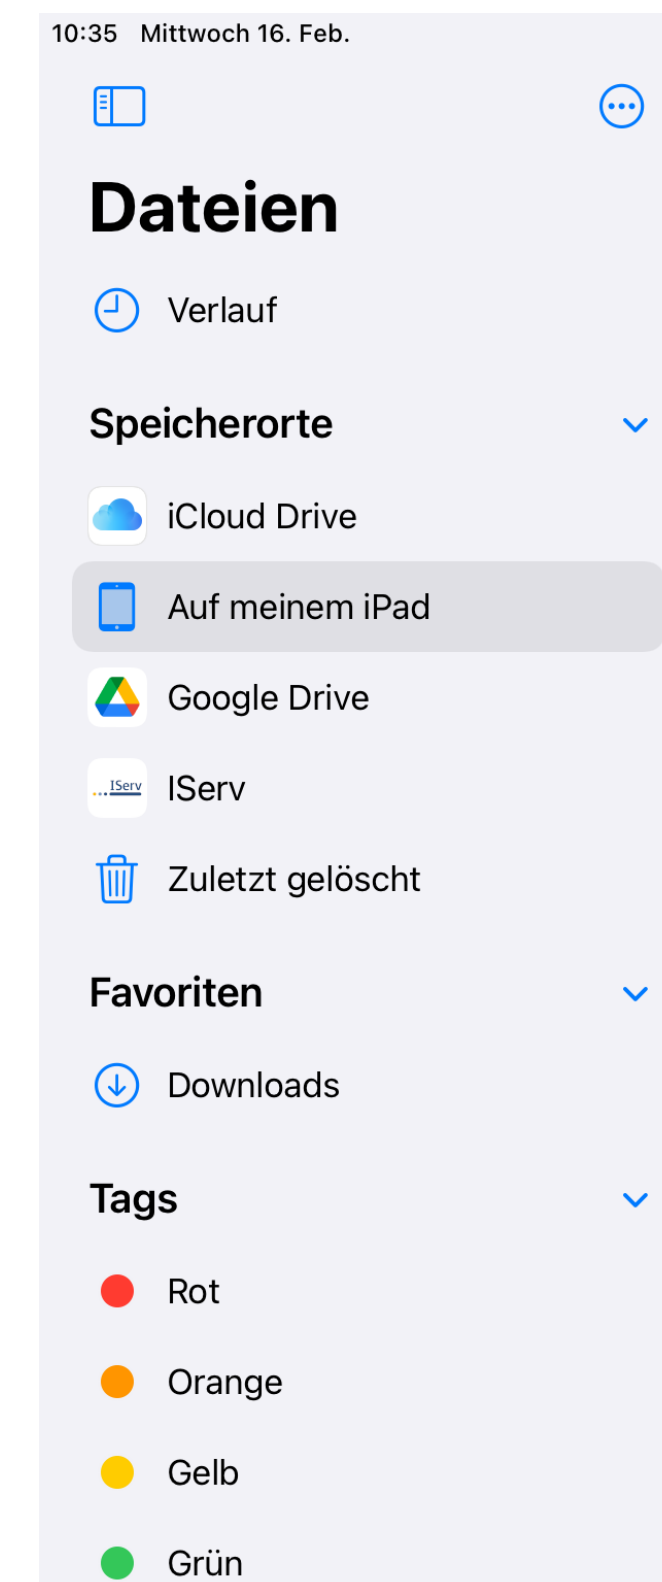 10:35 Mittwoch 16. Feb.
Dateien
Verlauf
Speicherorte
iCloud Drive
Auf meinem iPad
Google Drive
IServ IServ
Zuletzt gelöscht
Favoriten
Downloads
Tags
Rot
Orange
Gelb
Grün